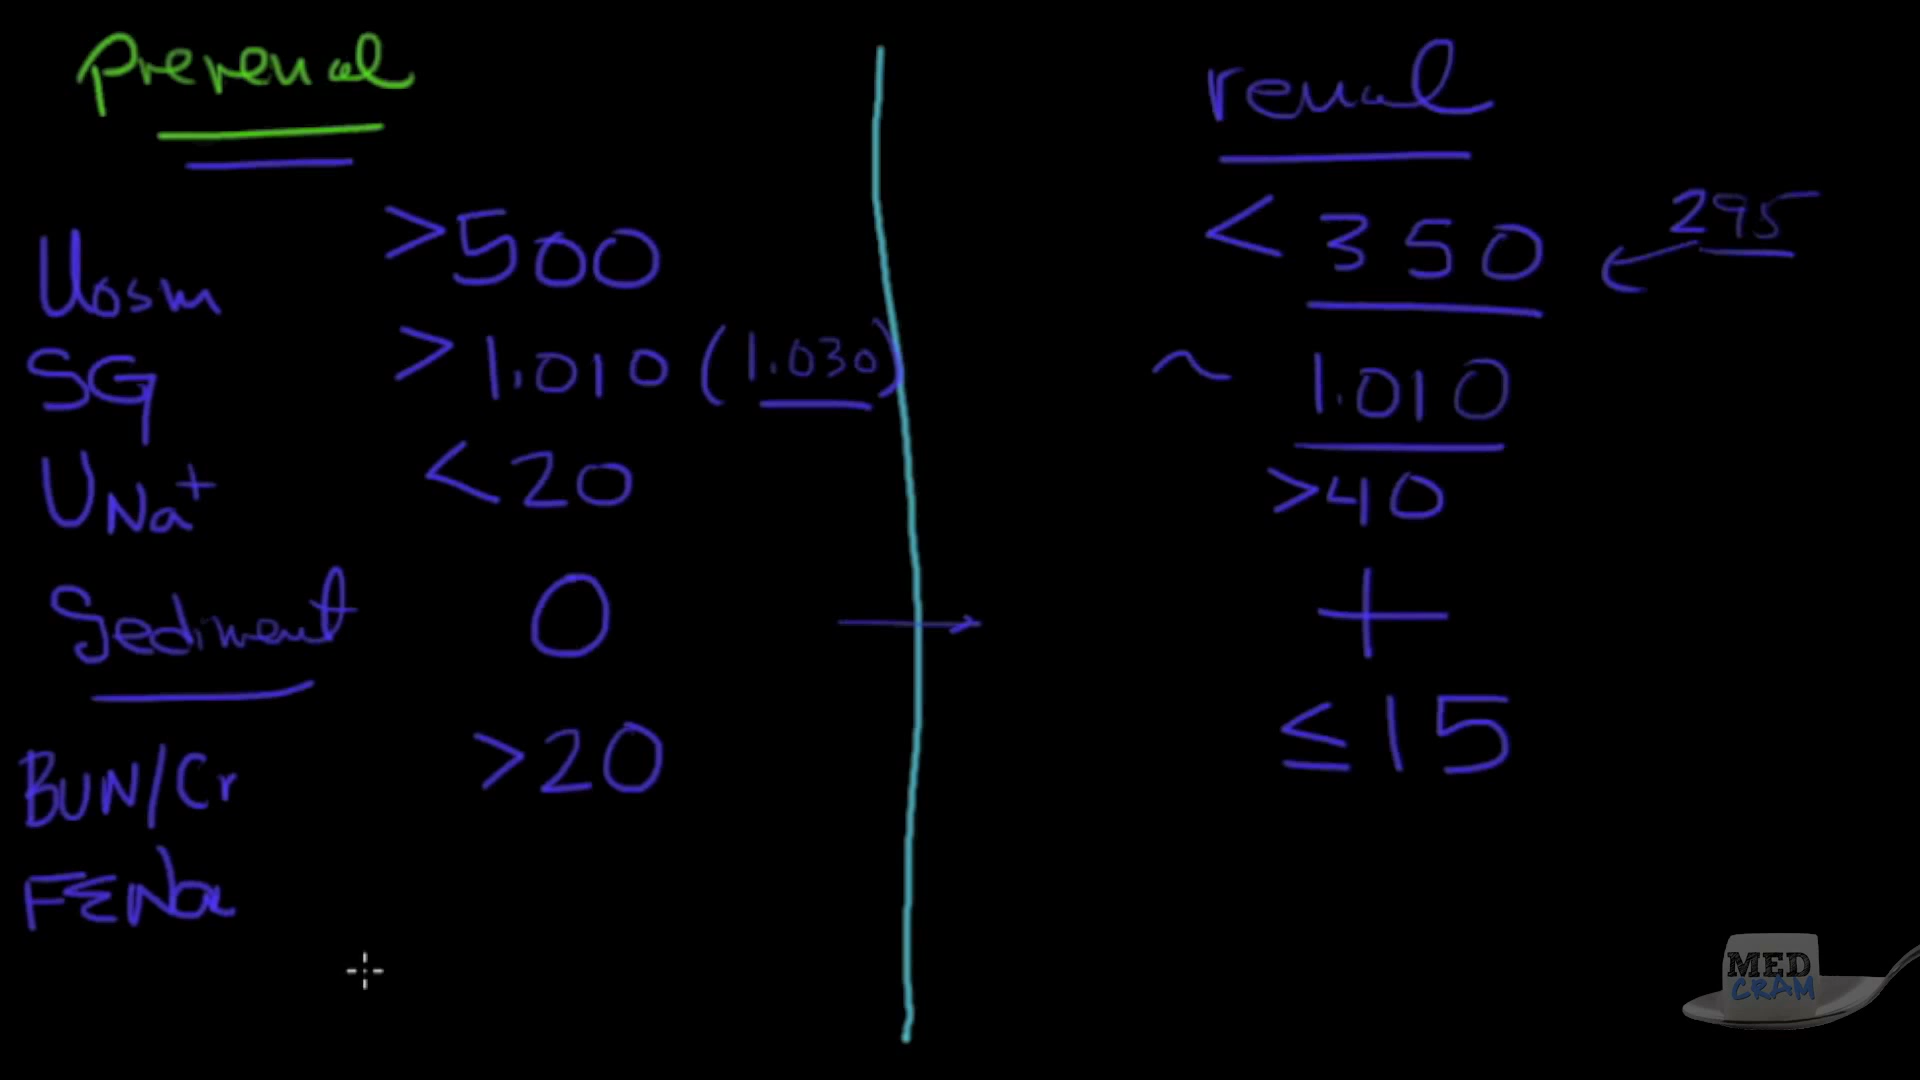 prerenal renal
Uosm >500 <350 295
SG >1.010 (1.030) ~ 1.010
UNa+ <20 >40
Sediment 0 +
BUN/Cr >20 ≤15
FENa
MED
CRAM